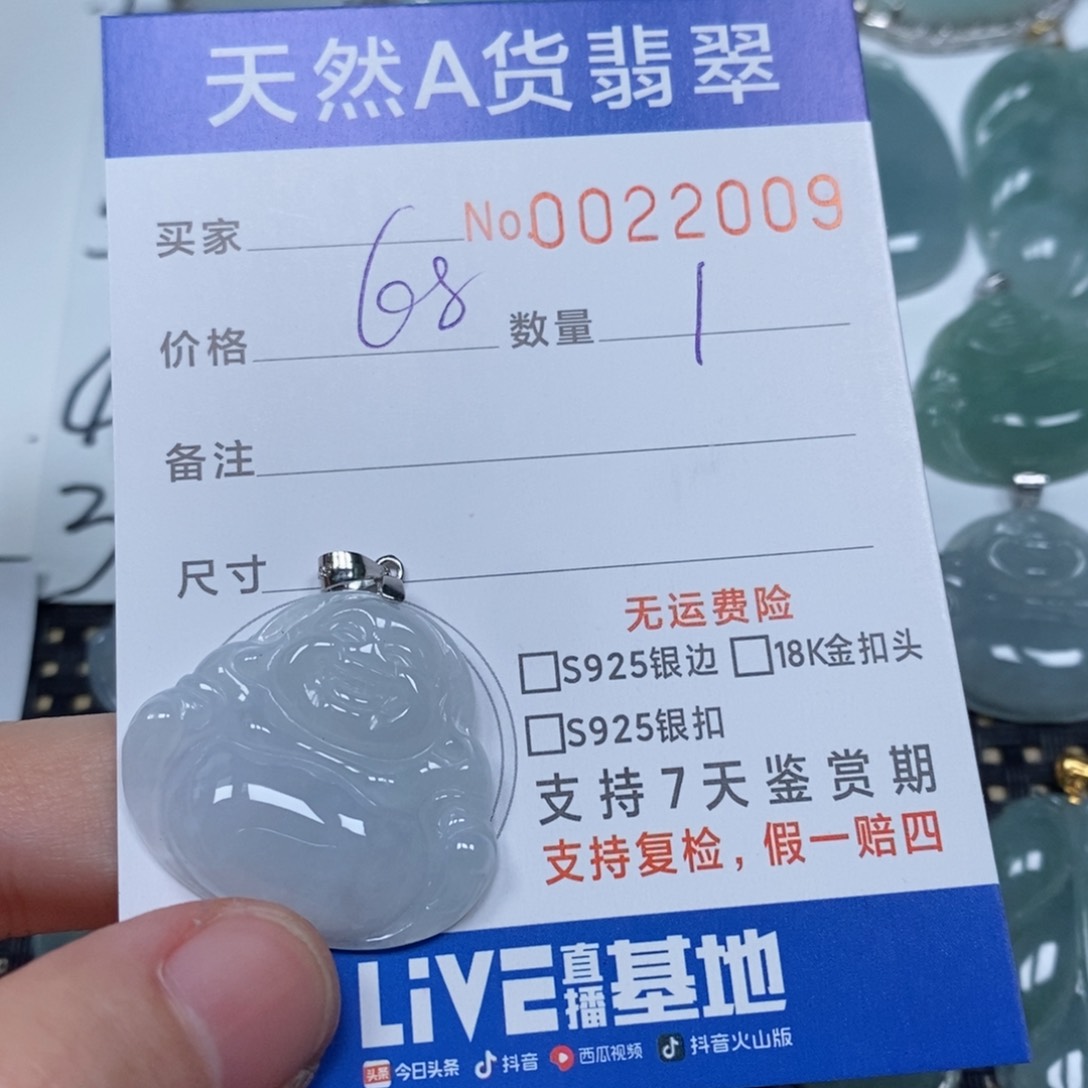 天然A货翡翠
买家 No.0022009
价格 68 数量 1
备注
尺寸
无运费险
□S925银边 □18K金扣头
□S925银扣
支持7天鉴赏期
支持复检，假一赔四
LiVE直播基地
头条 今日头条 抖音 西瓜视频 抖音火山版